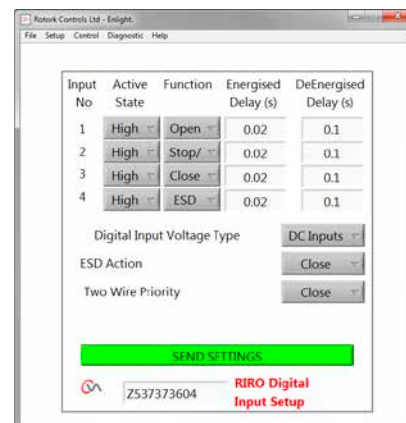 Rotork Controls Ltd - Enlight.
File Setup Control Diagnostic Help
Input No Active State Function Energised Delay (s) DeEnergised Delay (s)
1 High Open 0.02 0.1
2 High Stop/ 0.02 0.1
3 High Close 0.02 0.1
4 High ESD 0.02 0.1
Digital Input Voltage Type DC Inputs
ESD Action Close
Two Wire Priority Close
SEND SETTINGS
Z537373604 RIRO Digital Input Setup